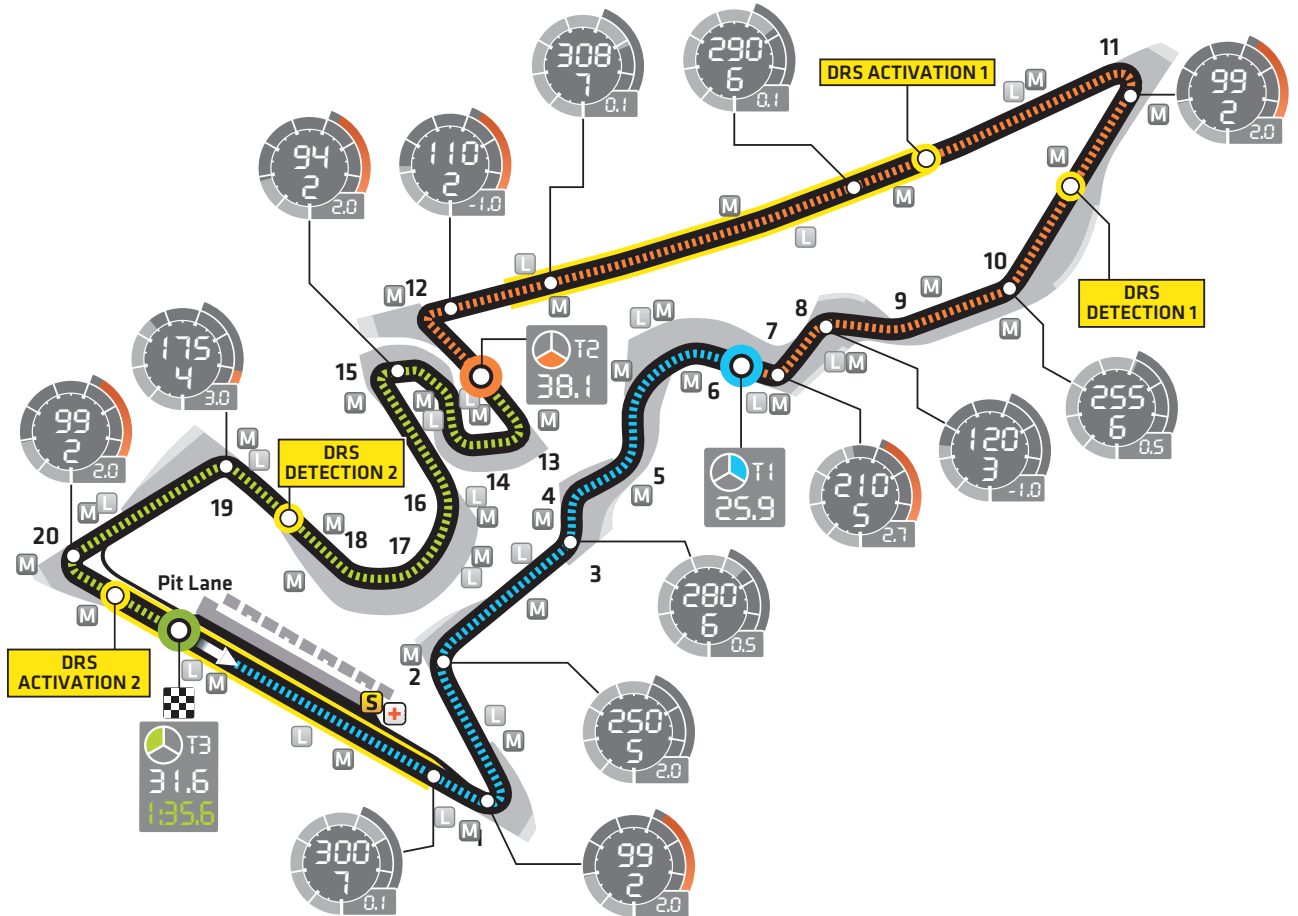 308
7
0.1
290
6
0.1
DRS ACTIVATION 1
11
99
2
2.0
94
2
2.0
110
2
-1.0
L
M
M
M
M
M
L
L
M
M
12
10
9
M
M
DRS
DETECTION 1
175
4
3.0
T2
38.1
L
M
8
7
15
M
M
L
L
M
M
M
6
L
M
L
M
99
2
2.0
DRS
DETECTION 2
13
14
5
T1
25.9
210
5
2.7
120
3
-1.0
255
6
0.5
M
L
19
16
L
M
4
M
M
M
L
20
M
18
17
M
L
L
3
M
M
M
Pit Lane
M
280
6
0.5
DRS
ACTIVATION 2
M
2
L
M
S
L
M
250
5
2.0
T3
31.6
1:35.6
L
M
L
M
1
300
7
0.1
99
2
2.0